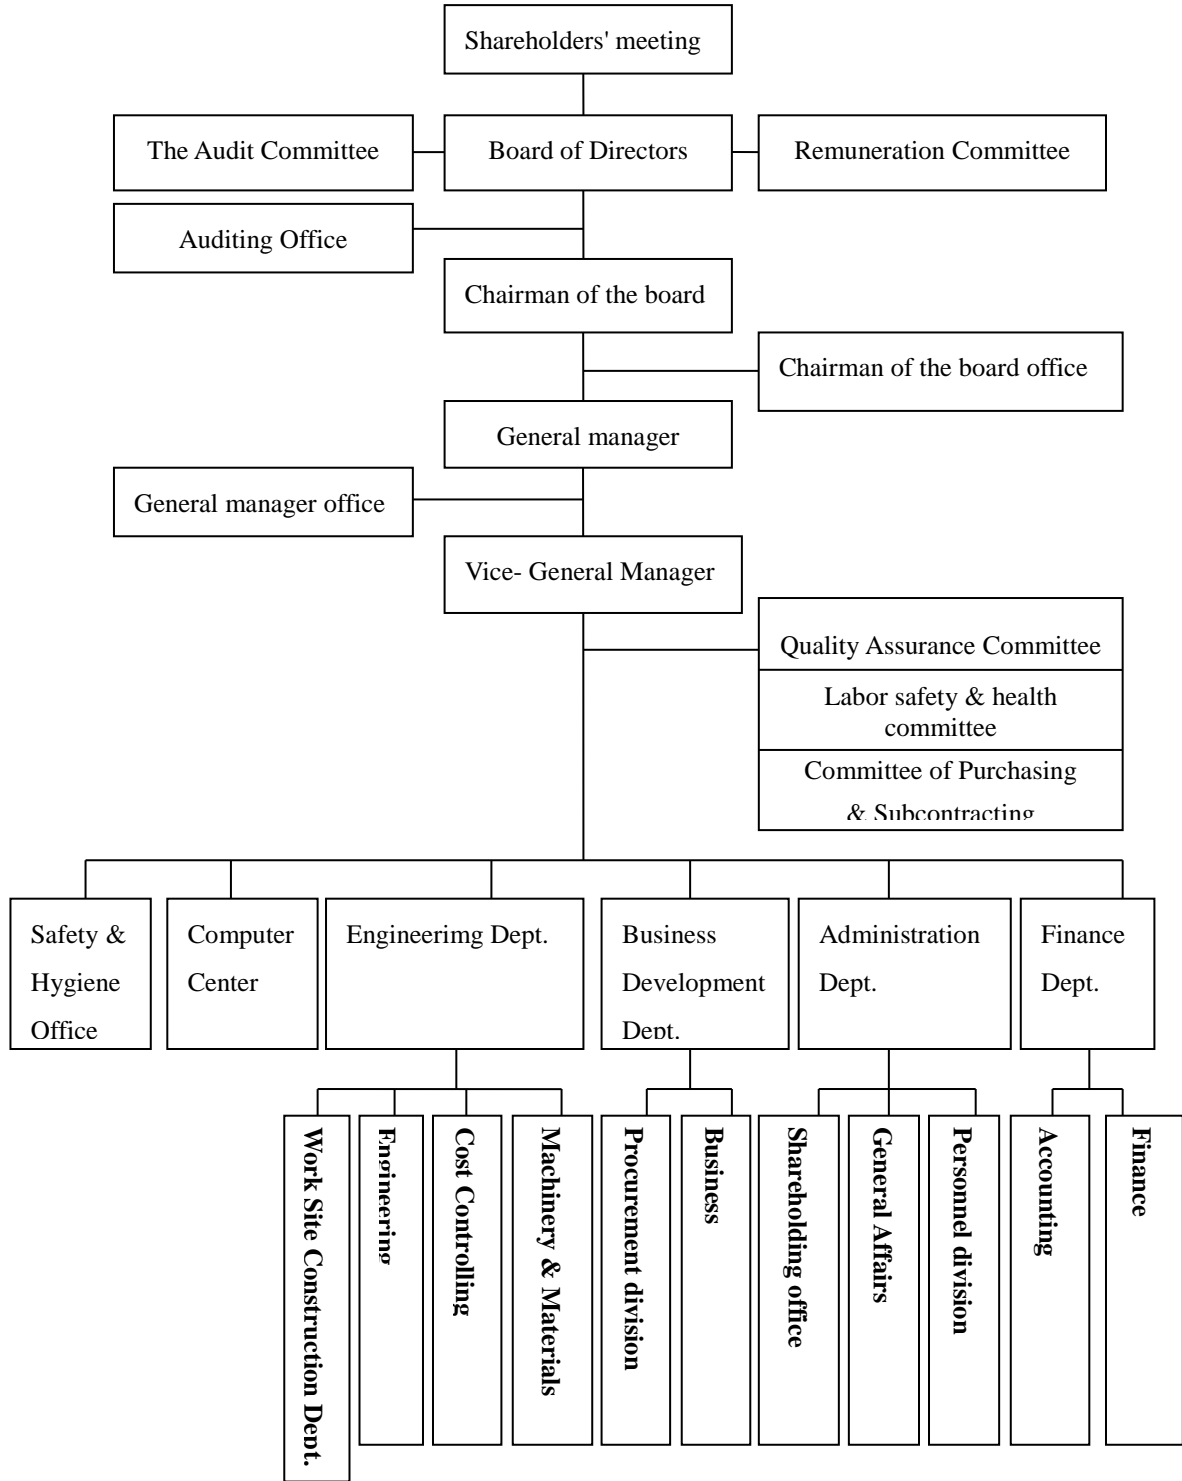 Shareholders' meeting
The Audit Committee
Board of Directors
Remuneration Committee
Auditing Office
Chairman of the board
Chairman of the board office
General manager
General manager office
Vice- General Manager
Quality Assurance Committee
Labor safety & health
committee
Committee of Purchasing
& Subcontracting
Safety &
Hygiene
Office
Computer
Center
Engineerimg Dept.
Business
Development
Dept.
Administration
Dept.
Finance
Dept.
Work Site Construction Dept.
Engineering
Cost Controlling
Machinery & Materials
Procurement division
Business
Shareholding office
General Affairs
Personnel division
Accounting
Finance